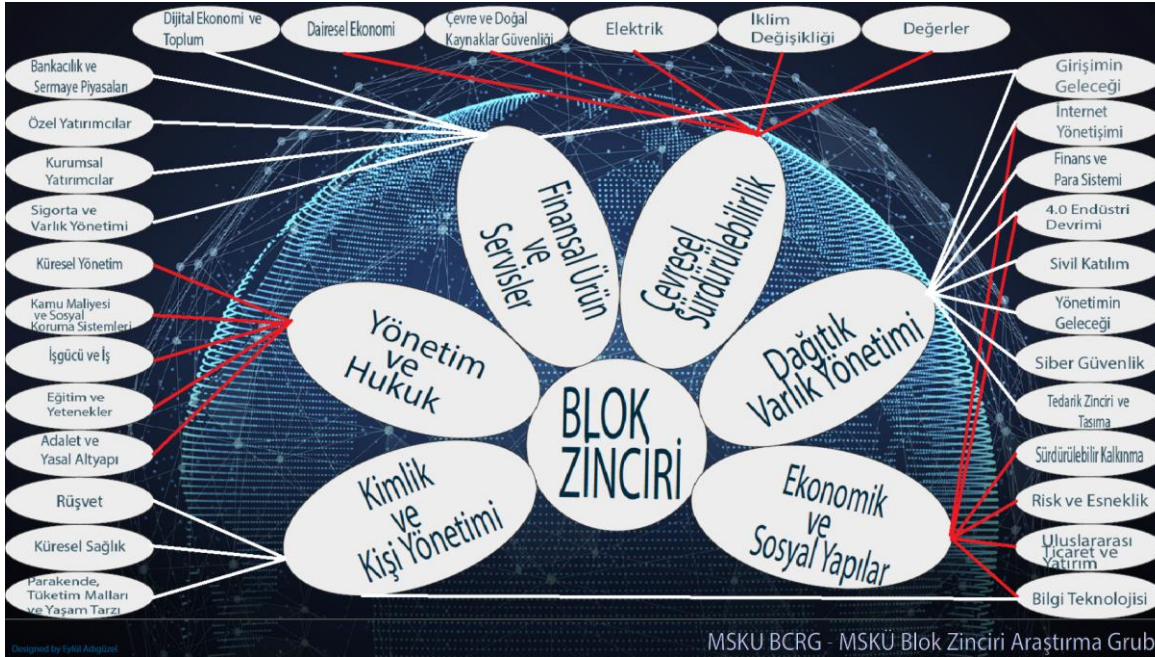 Dijital Ekonomi ve
Toplum
Dairesel Ekonomi
Çevre ve Doğal
Kaynaklar Güvenliği
Elektrik
İklim
Değişikliği
Değerler
Bankacılık ve
Sermaye Piyasaları
Özel Yatırımcılar
Kurumsal
Yatırımcılar
Sigorta ve
Varlık Yönetimi
Küresel Yönetim
Kamu Maliyesi
ve Sosyal
Koruma Sistemleri
İşgücü ve İş
Eğitim ve
Yetenekler
Adalet ve
Yasal Altyapı
Rüşvet
Küresel Sağlık
Parakende,
Tüketim Malları
ve Yaşam Tarzı
Finansal Ürün
ve
Servisler
Çevresel
Sürdürülebilirlik
Yönetim
ve
Hukuk
Dağıtık
Varlık Yönetimi
BLOK
ZİNCİRİ
Kimlik
ve
Kişi Yönetimi
Ekonomik
ve
Sosyal Yapılar
Girişimin
Geleceği
İnternet
Yönetişimi
Finans ve
Para Sistemi
4.0 Endüstri
Devrimi
Sivil Katılım
Yönetimin
Geleceği
Siber Güvenlik
Tedarik Zinciri ve
Tasıma
Sürdürülebilir Kalkınma
Risk ve Esneklik
Uluslararası
Ticaret ve
Yatırım
Bilgi Teknolojisi
Designed by Eylül Adıgüzel
MSKU BCRG - MSKÜ Blok Zinciri Araştırma Grub